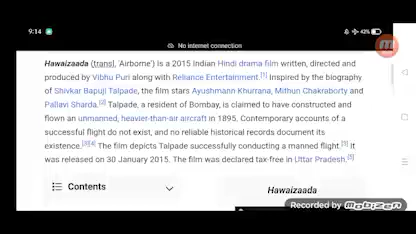 9:14
42%
No internet connection
Hawaizaada (transl. 'Airborne') Is a 2015 Indian Hindi drama film written, directed and
produced by Vibhu Puri along with Reliance Entertainment.[1] Inspired by the biography
of Shivkar Bapuji Talpade, the film stars Ayushmann Khurrana, Mithun Chakraborty and
Pallavi Sharda.[2] Talpade, a resident of Bombay, is claimed to have constructed and
flown an unmanned, heavier-than-air aircraft in 1895. Contemporary accounts of a
successful flight do not exist, and no reliable historical records document its
existence.[3][4] The film depicts Talpade successfully conducting a manned flight.[5] It
was released on 30 January 2015. The film was declared tax-free in Uttar Pradesh.[5]
Contents
Hawaizaada
Recorded by mobizen